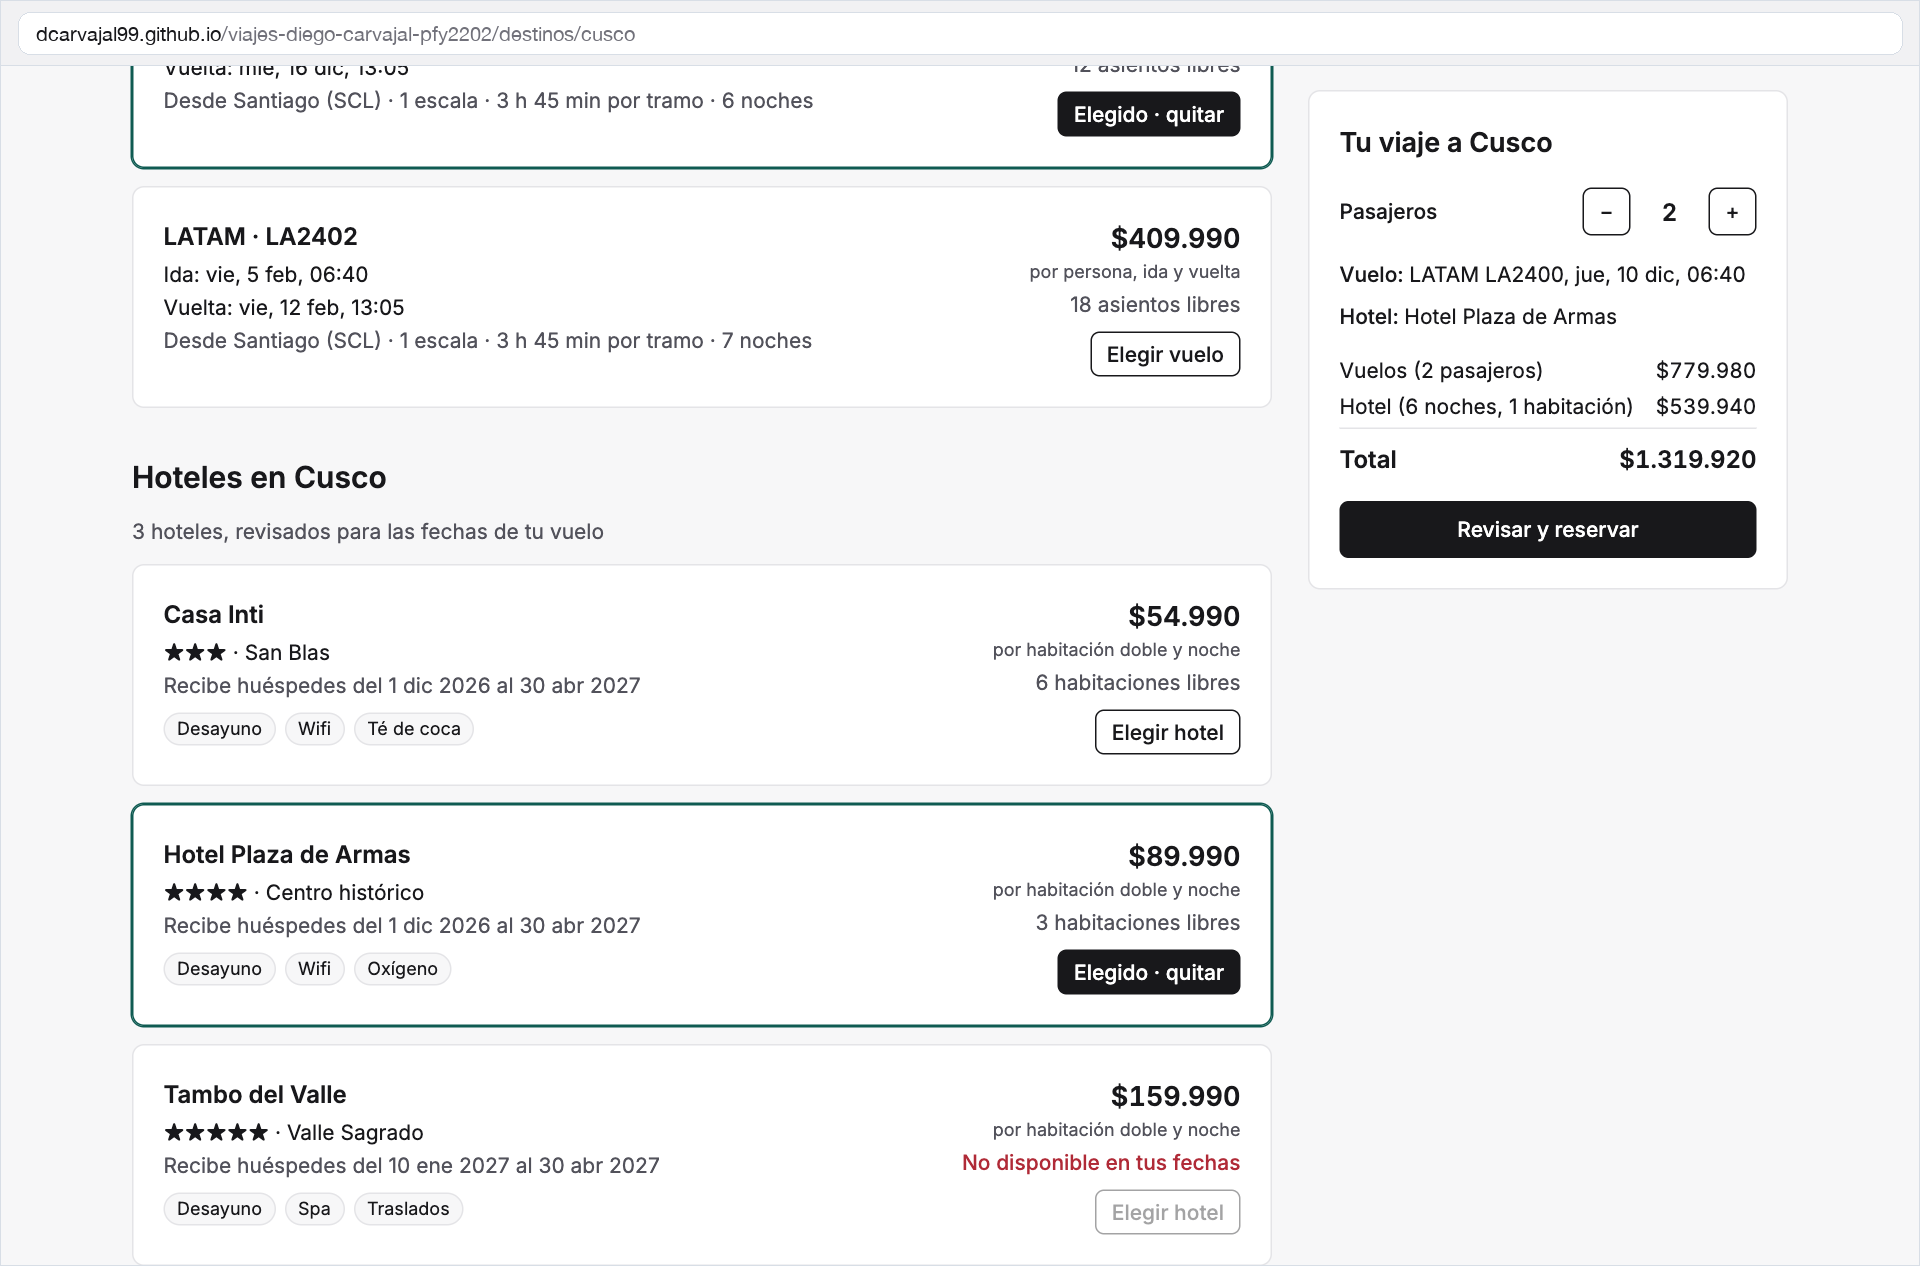 dcarvajal99.github.io/viajes-diego-carvajal-pfy2202/destinos/cusco
Vuelta: mié, 16 dic, 13:05
12 asientos libres
Desde Santiago (SCL) · 1 escala · 3 h 45 min por tramo · 6 noches
Elegido · quitar
LATAM · LA2402
$409.990
Ida: vie, 5 feb, 06:40
por persona, ida y vuelta
Vuelta: vie, 12 feb, 13:05
18 asientos libres
Desde Santiago (SCL) · 1 escala · 3 h 45 min por tramo · 7 noches
Elegir vuelo
Hoteles en Cusco
3 hoteles, revisados para las fechas de tu vuelo
Casa Inti
$54.990
★★★ · San Blas
por habitación doble y noche
Recibe huéspedes del 1 dic 2026 al 30 abr 2027
6 habitaciones libres
Desayuno Wifi Té de coca
Elegir hotel
Hotel Plaza de Armas
$89.990
★★★★ · Centro histórico
por habitación doble y noche
Recibe huéspedes del 1 dic 2026 al 30 abr 2027
3 habitaciones libres
Desayuno Wifi Oxígeno
Elegido · quitar
Tambo del Valle
$159.990
★★★★★ · Valle Sagrado
por habitación doble y noche
Recibe huéspedes del 10 ene 2027 al 30 abr 2027
No disponible en tus fechas
Desayuno Spa Traslados
Elegir hotel
Tu viaje a Cusco
Pasajeros − 2 +
Vuelo: LATAM LA2400, jue, 10 dic, 06:40
Hotel: Hotel Plaza de Armas
Vuelos (2 pasajeros) $779.980
Hotel (6 noches, 1 habitación) $539.940
Total $1.319.920
Revisar y reservar